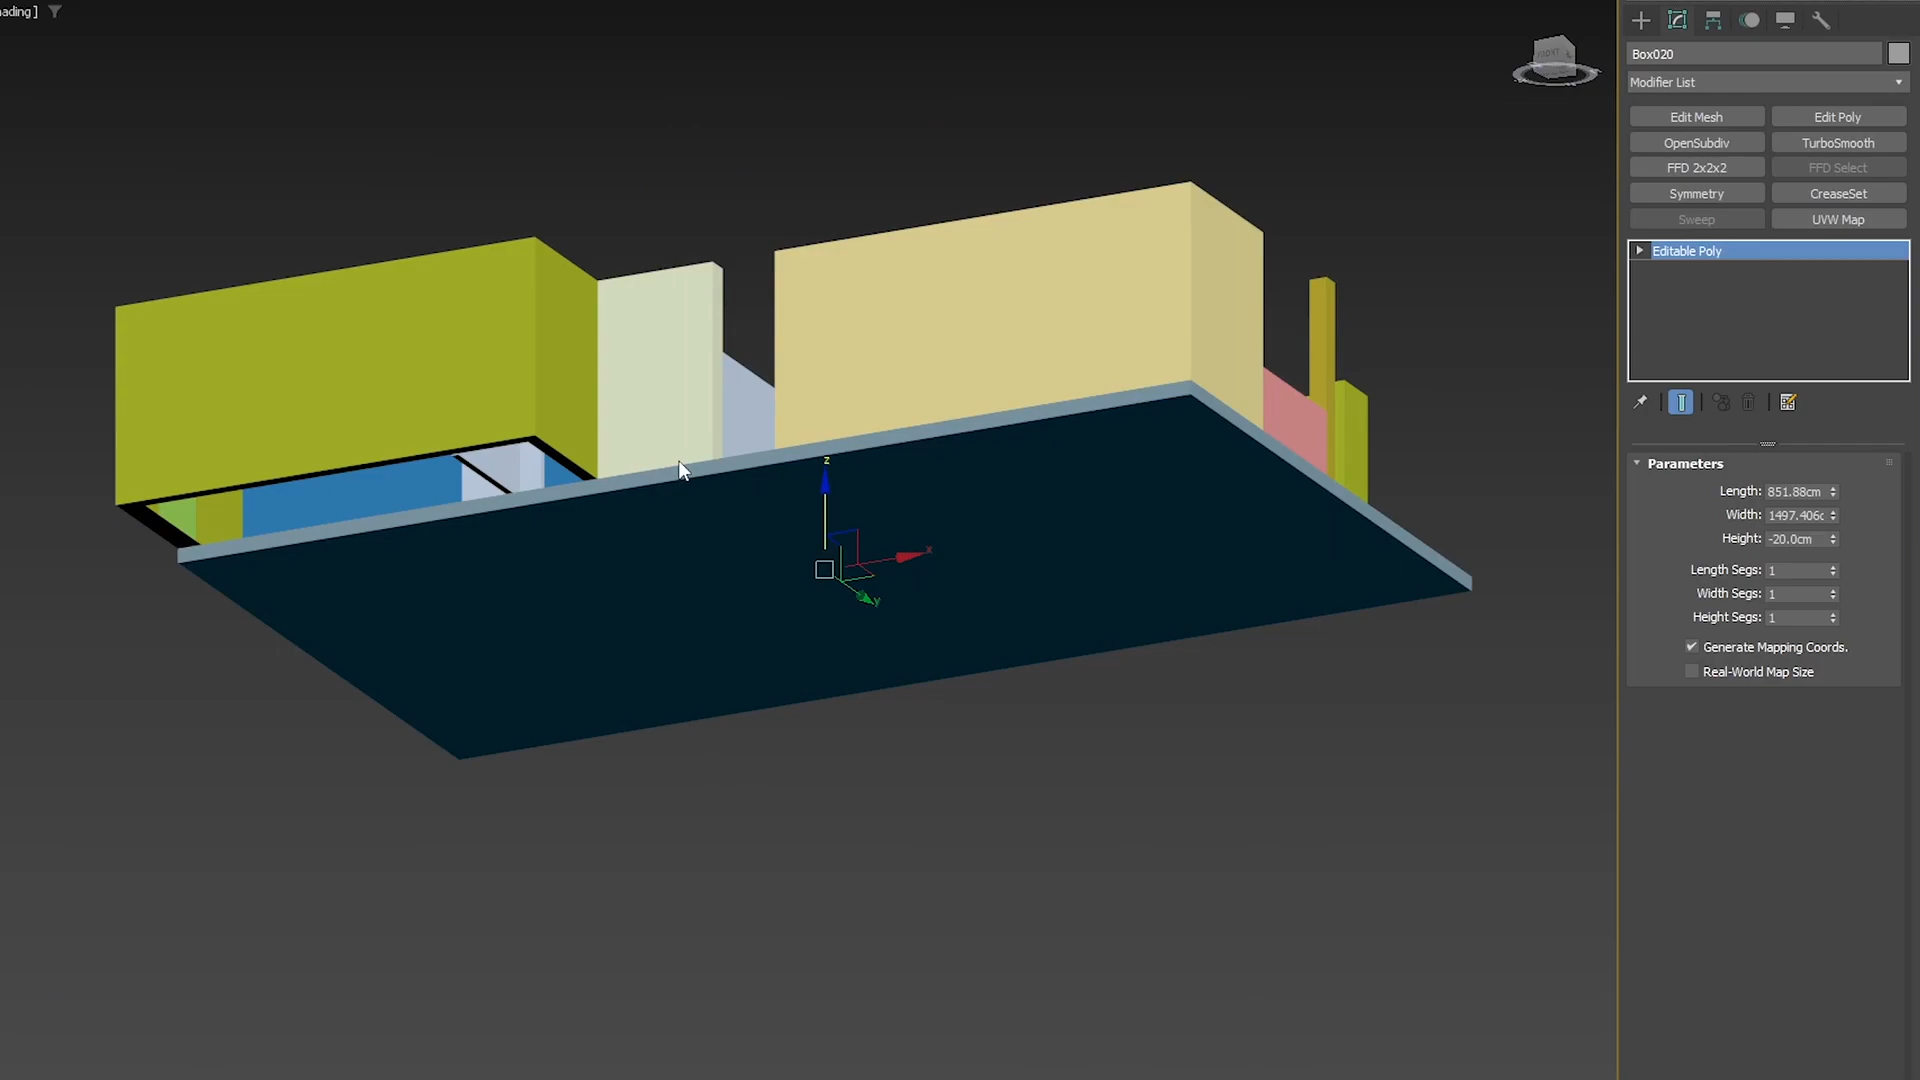 ading ]
Box020
Modifier List
Edit Mesh
Edit Poly
OpenSubdiv
TurboSmooth
FFD 2x2x2
FFD Select
Symmetry
CreaseSet
Sweep
UVW Map
Editable Poly
Parameters
Length: 851.88cm
Width: 1497.406c
Height: -20.0cm
Length Segs: 1
Width Segs: 1
Height Segs: 1
Generate Mapping Coords.
Real-World Map Size
z
x
y